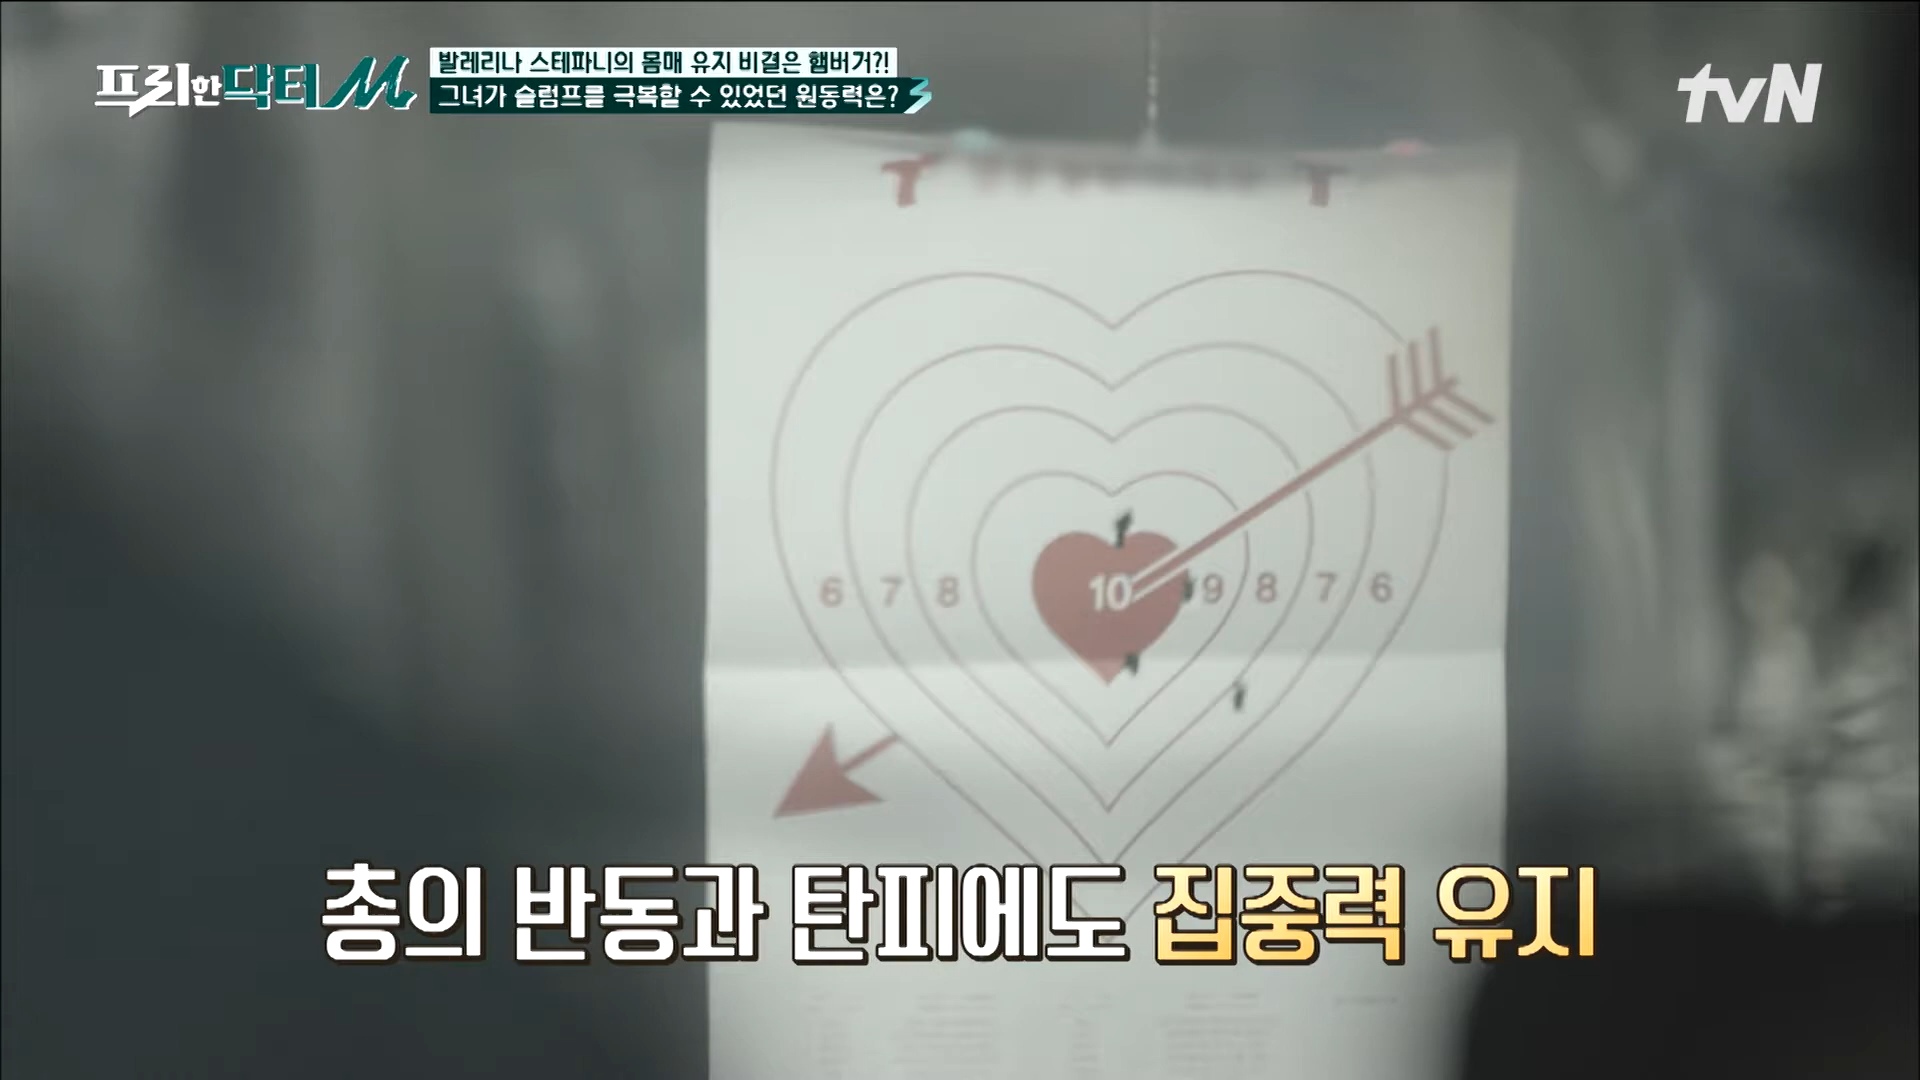 프리한닥터M
발레리나 스테파니의 몸매 유지 비결은 햄버거?!
그녀가 슬럼프를 극복할 수 있었던 원동력은?
tvN
T T
6 7 8 10 9 8 7 6
총의 반동과 탄피에도 집중력 유지